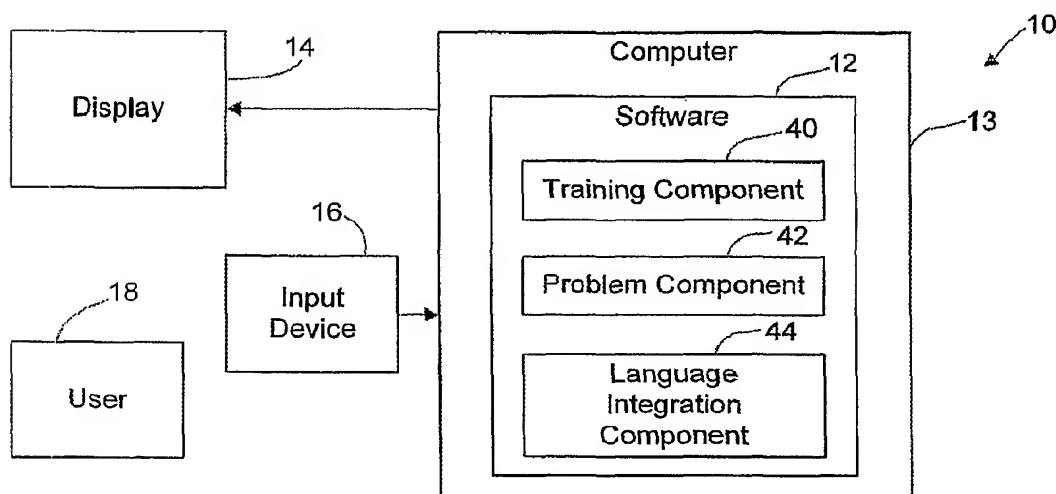 10
14
Computer
12
Display
Software
13
40
Training Component
16
42
Input
Device
Problem Component
18
44
User
Language
Integration
Component